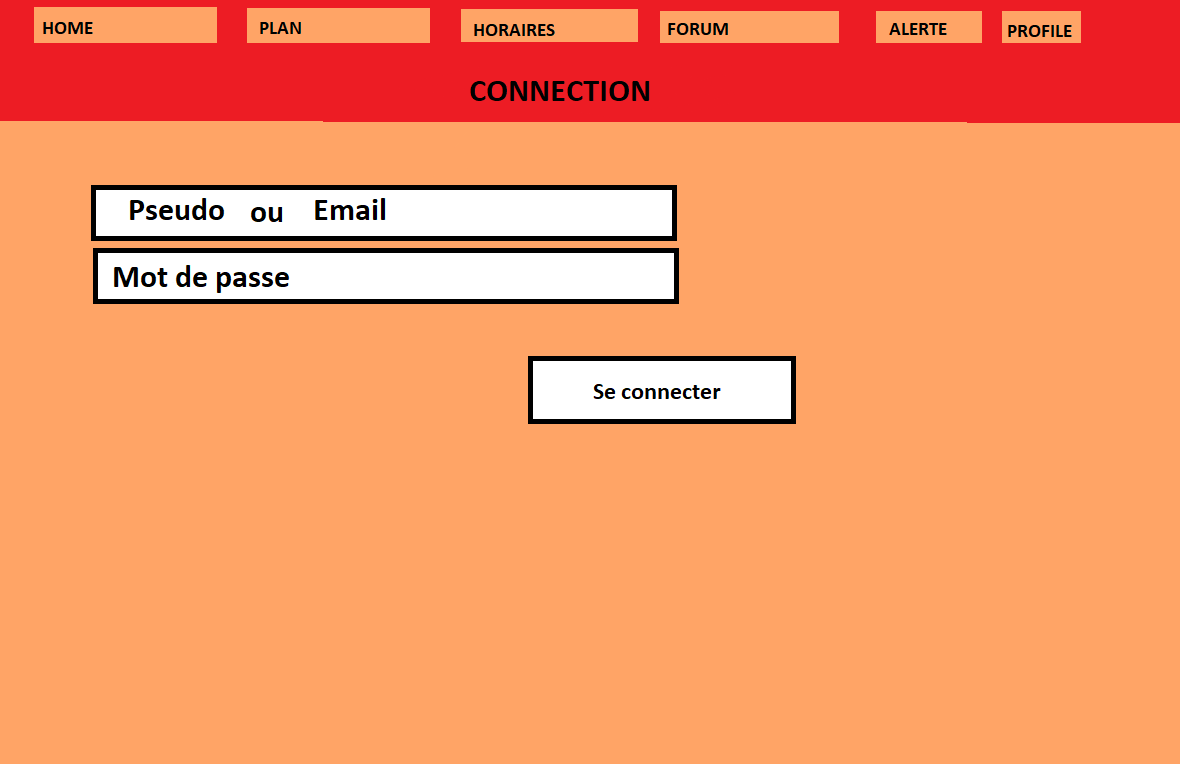 HOME PLAN HORAIRES FORUM ALERTE PROFILE
CONNECTION
Pseudo ou Email
Mot de passe
Se connecter